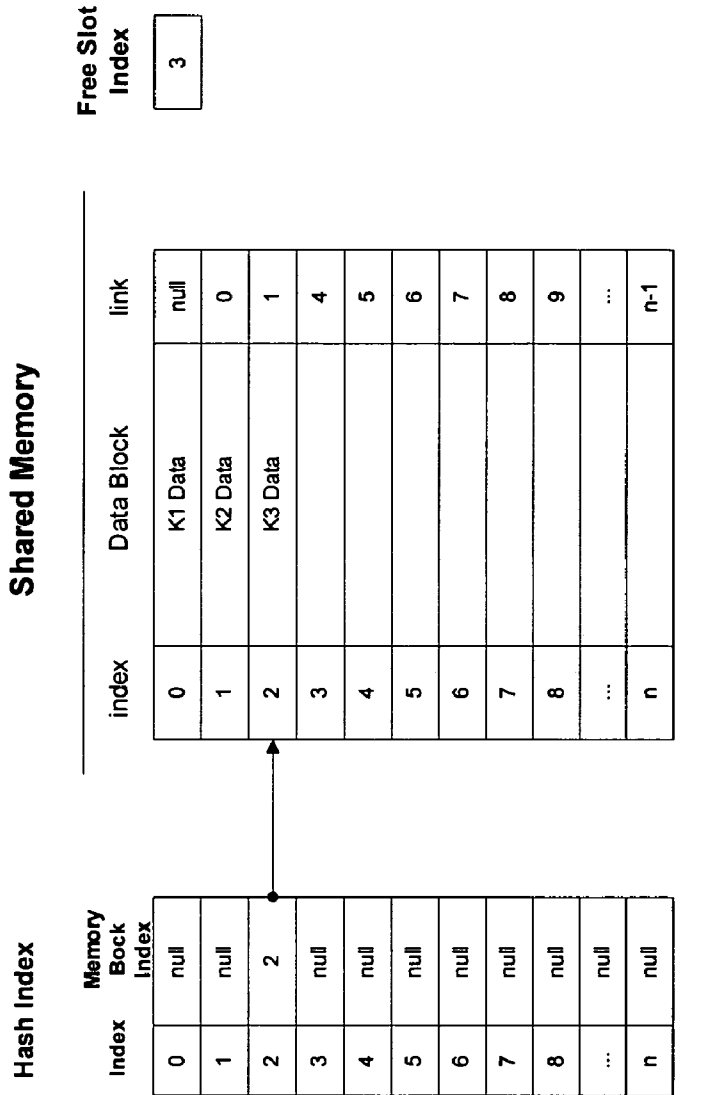 Hash Index
Shared Memory
Free Slot
Index
Index
Memory
Bock
Index
index
Data Block
link
3
0
null
0
K1 Data
null
1
null
1
K2 Data
0
2
2
2
K3 Data
1
3
null
3
4
4
null
4
5
5
null
5
6
6
null
6
7
7
null
7
8
8
null
8
9
...
null
...
...
n
null
n
n-1